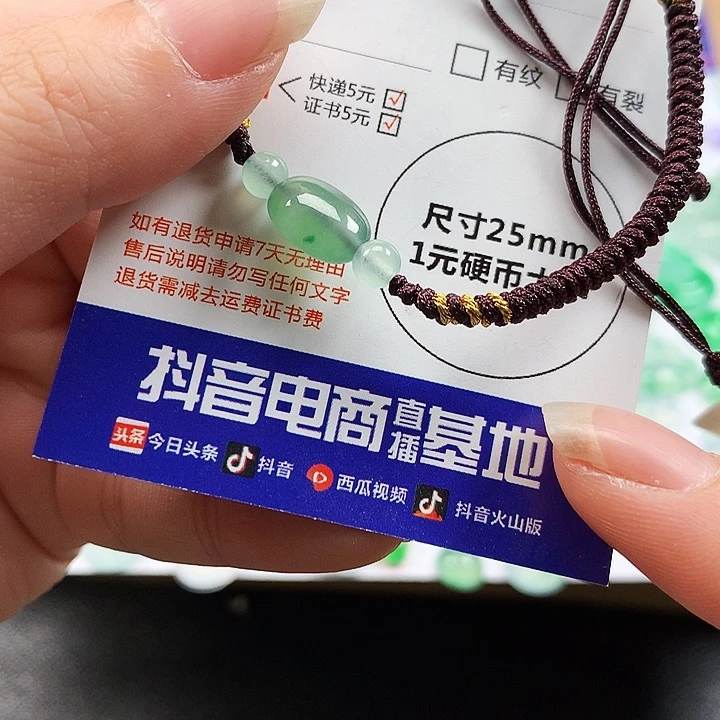 有纹
有裂
快递5元
证书5元
尺寸25mm
1元硬币
如有退货申请7天无理由
售后说明请勿写任何文字
退货需减去运费证书费
抖音电商直播基地
头条 今日头条 抖音 西瓜视频 抖音火山版